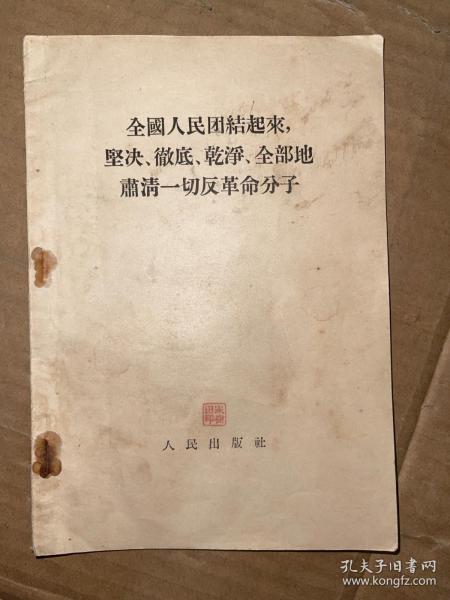 全國人民团結起來，
堅决、徹底、乾淨、全部地
肅清一切反革命分子
人民出版社
孔夫子旧书网
www.kongfz.com